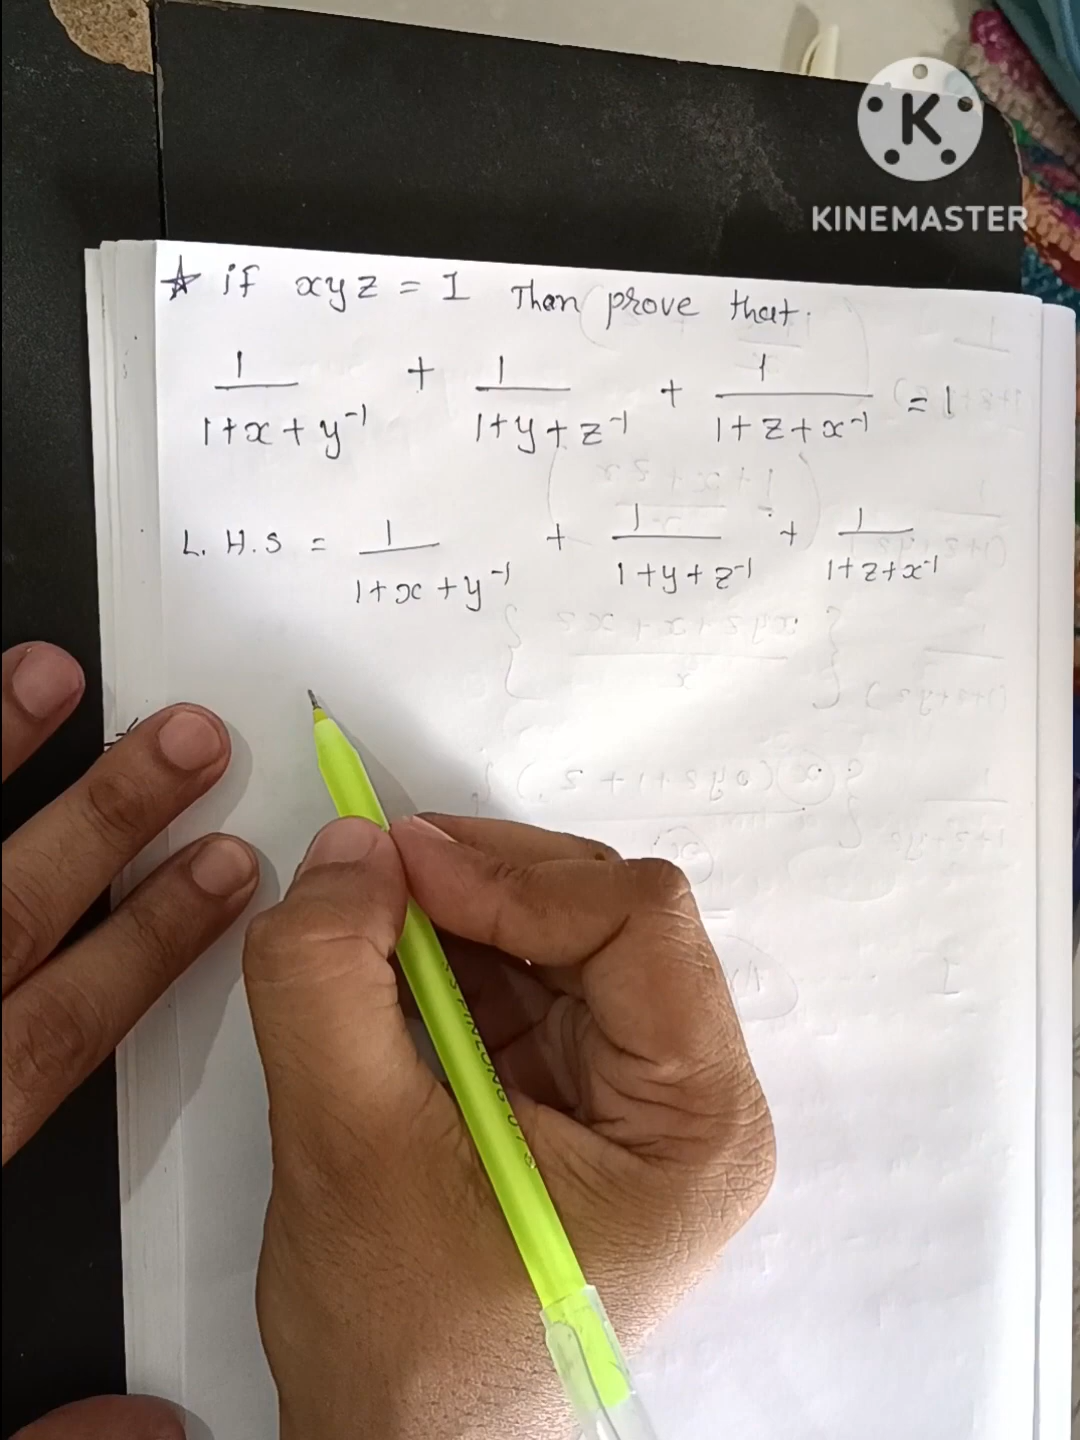 KINEMASTER
☆ if xyz = 1 Then prove that.
1/(1+x+y⁻¹) + 1/(1+y+z⁻¹) + 1/(1+z+x⁻¹) = 1
L.H.S = 1/(1+x+y⁻¹) + 1/(1+y+z⁻¹) + 1/(1+z+x⁻¹)